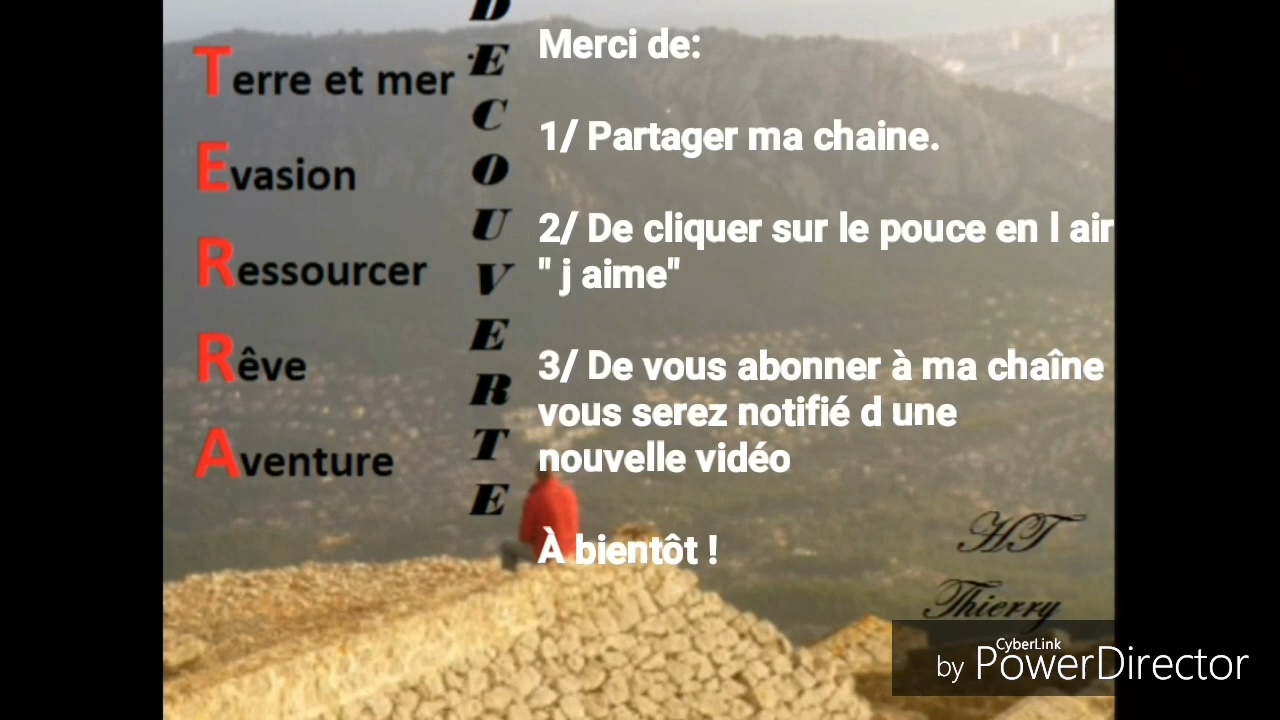 Terre et mer
Evasion
Ressourcer
Rêve
Aventure
DECOUVERTE
Merci de:
1/ Partager ma chaine.
2/ De cliquer sur le pouce en l air
" j aime"
3/ De vous abonner à ma chaîne
vous serez notifié d une
nouvelle vidéo
À bientôt !
HT
Thierry
CyberLink
by PowerDirector